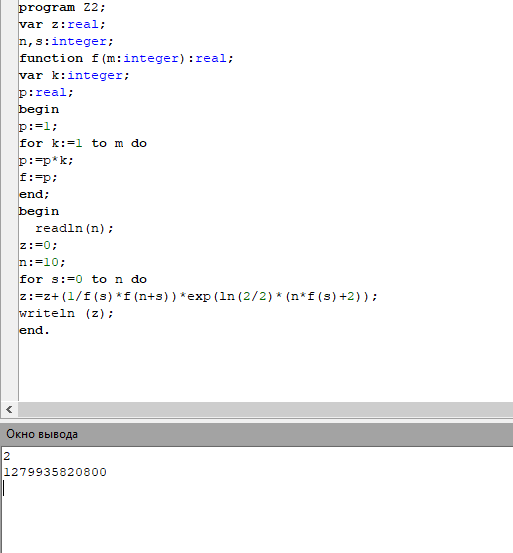 program Z2;
var z:real;
n,s:integer;
function f(m:integer):real;
var k:integer;
p:real;
begin
p:=1;
for k:=1 to m do
p:=p*k;
f:=p;
end;
begin
  readln(n);
z:=0;
n:=10;
for s:=0 to n do
z:=z+(1/f(s)*f(n+s))*exp(ln(2/2)*(n*f(s)+2));
writeln (z);
end.
Окно вывода
2
1279935820800